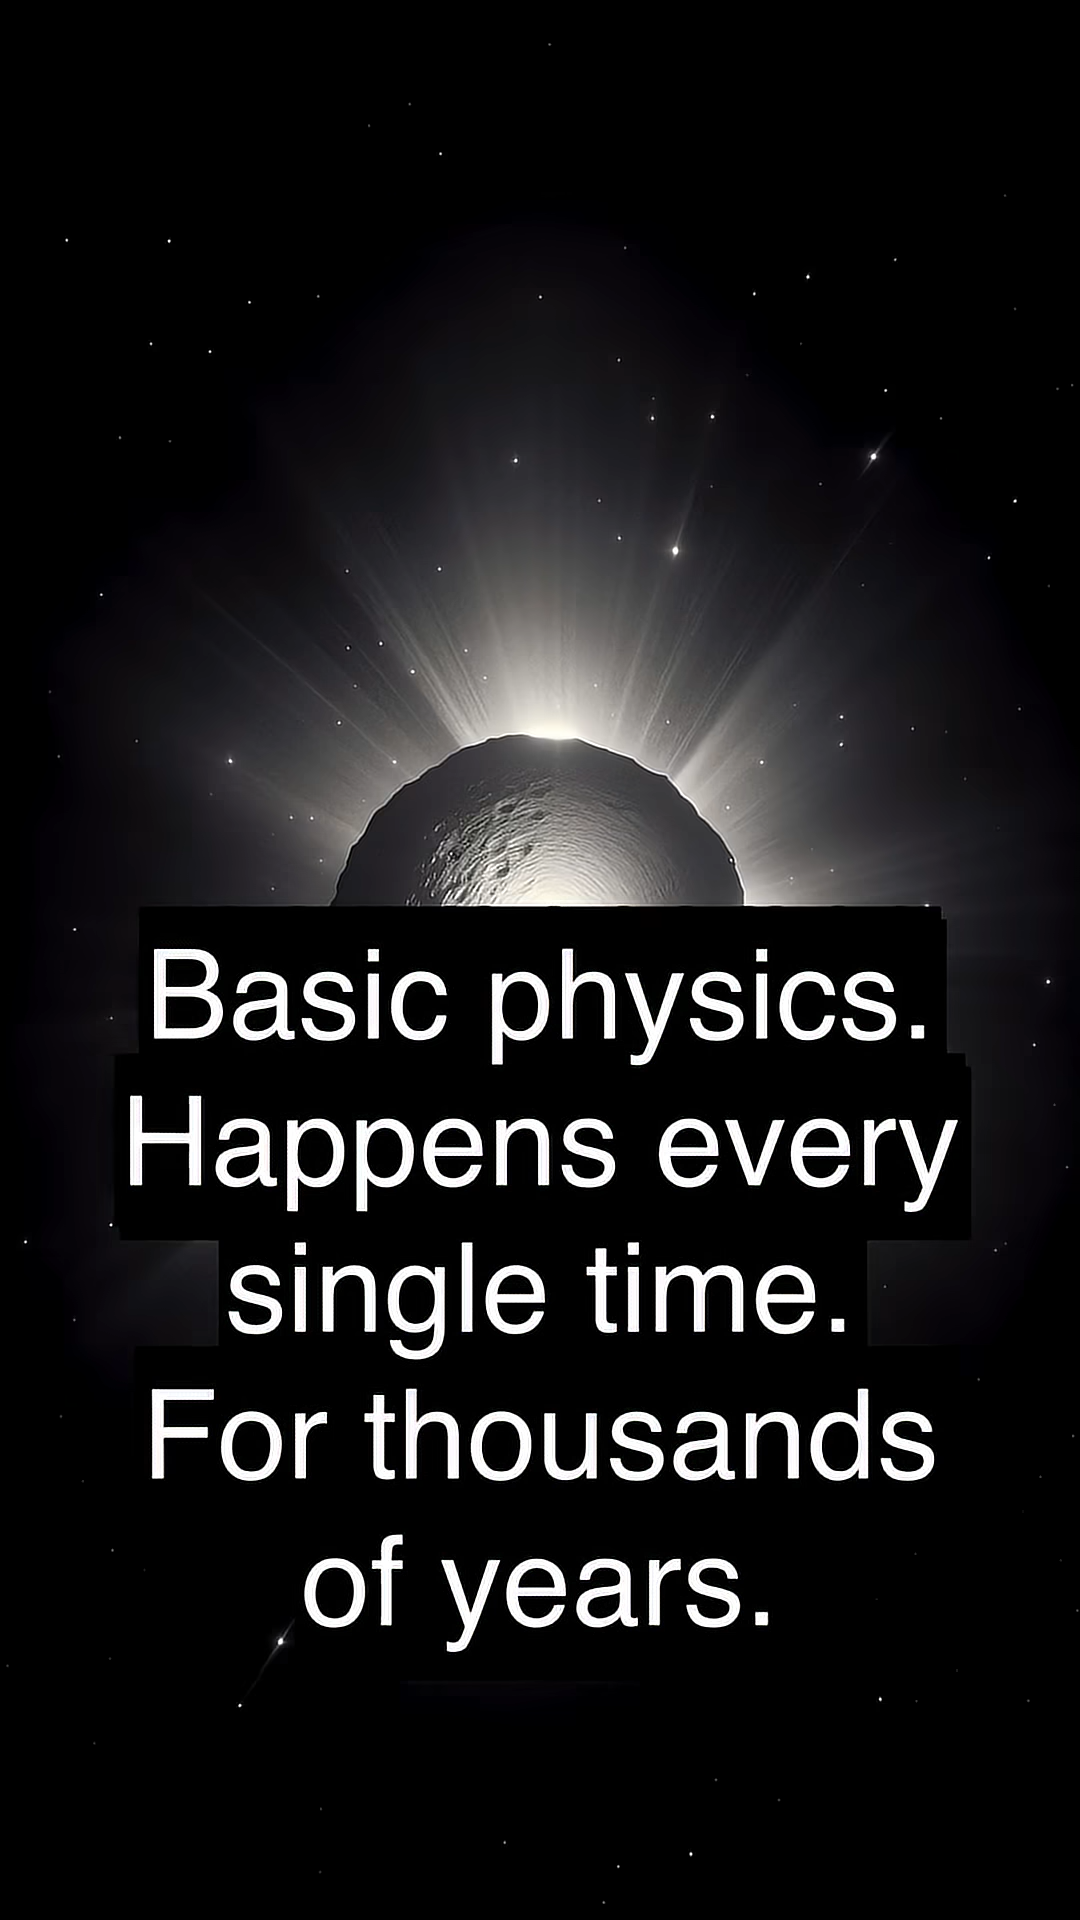 Basic physics.
Happens every
single time.
For thousands
of years.